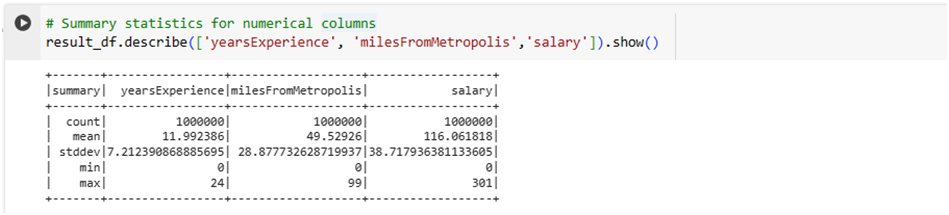 # Summary statistics for numerical columns
result_df.describe(['yearsExperience', 'milesFromMetropolis','salary']).show()
+-------+-----------------+-------------------+------------------+
|summary|  yearsExperience|milesFromMetropolis|            salary|
+-------+-----------------+-------------------+------------------+
|  count|          1000000|            1000000|           1000000|
|   mean|        11.992386|           49.52926|        116.061818|
| stddev|7.212390868885695| 28.877732628719937|38.717936381133605|
|    min|                0|                  0|                 0|
|    max|               24|                 99|               301|
+-------+-----------------+-------------------+------------------+